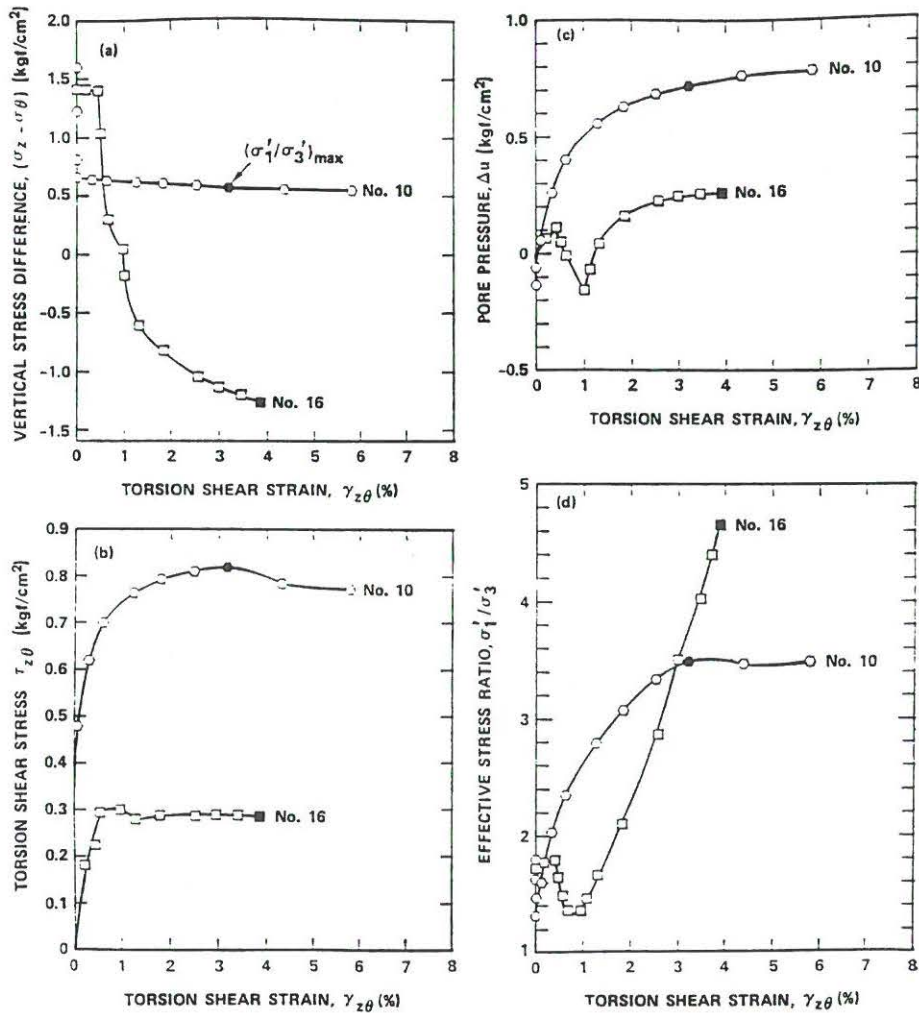 (a)
VERTICAL STRESS DIFFERENCE, (σz - σθ) [kgf/cm²]
2.0
1.5
1.0
0.5
0
-0.5
-1.0
-1.5
(σ1'/σ3')max
No. 10
No. 16
0 1 2 3 4 5 6 7 8
TORSION SHEAR STRAIN, γzθ (%)
(c)
PORE PRESSURE, Δu [kgf/cm²]
1.0
0.5
0
-0.5
No. 10
No. 16
0 1 2 3 4 5 6 7 8
TORSION SHEAR STRAIN, γzθ (%)
(b)
TORSION SHEAR STRESS τzθ [kgf/cm²]
0.9
0.8
0.7
0.6
0.5
0.4
0.3
0.2
0.1
0
No. 10
No. 16
0 1 2 3 4 5 6 7 8
TORSION SHEAR STRAIN, γzθ (%)
(d)
EFFECTIVE STRESS RATIO, σ1'/σ3'
5
4
3
2
1
No. 16
No. 10
0 1 2 3 4 5 6 7 8
TORSION SHEAR STRAIN, γzθ (%)